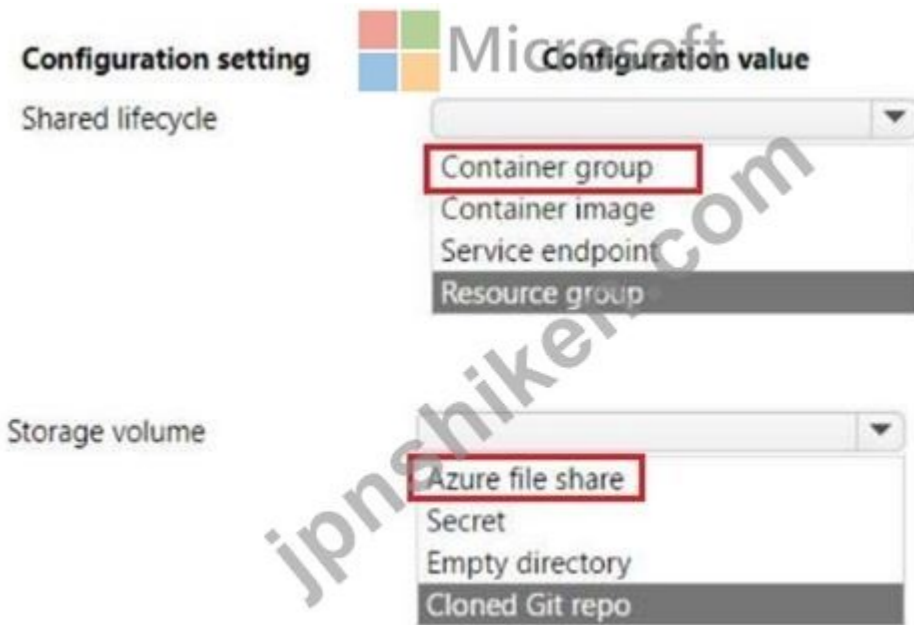 Microsoft
Configuration setting
Configuration value
Shared lifecycle
Container group
Container image
Service endpoint
Resource group
Storage volume
Azure file share
Secret
Empty directory
Cloned Git repo
jpnshiken.com